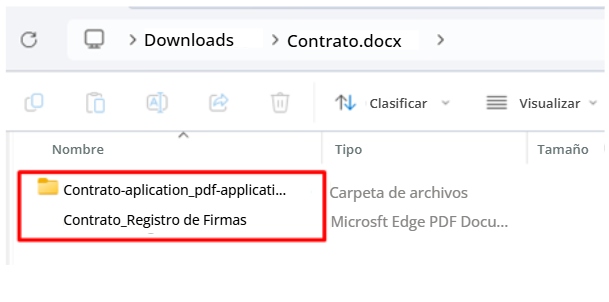 Downloads > Contrato.docx >
Clasificar Visualizar
Nombre Tipo Tamaño
Contrato-aplication_pdf-applicati... Carpeta de archivos
Contrato_Registro de Firmas Microsft Edge PDF Docu...